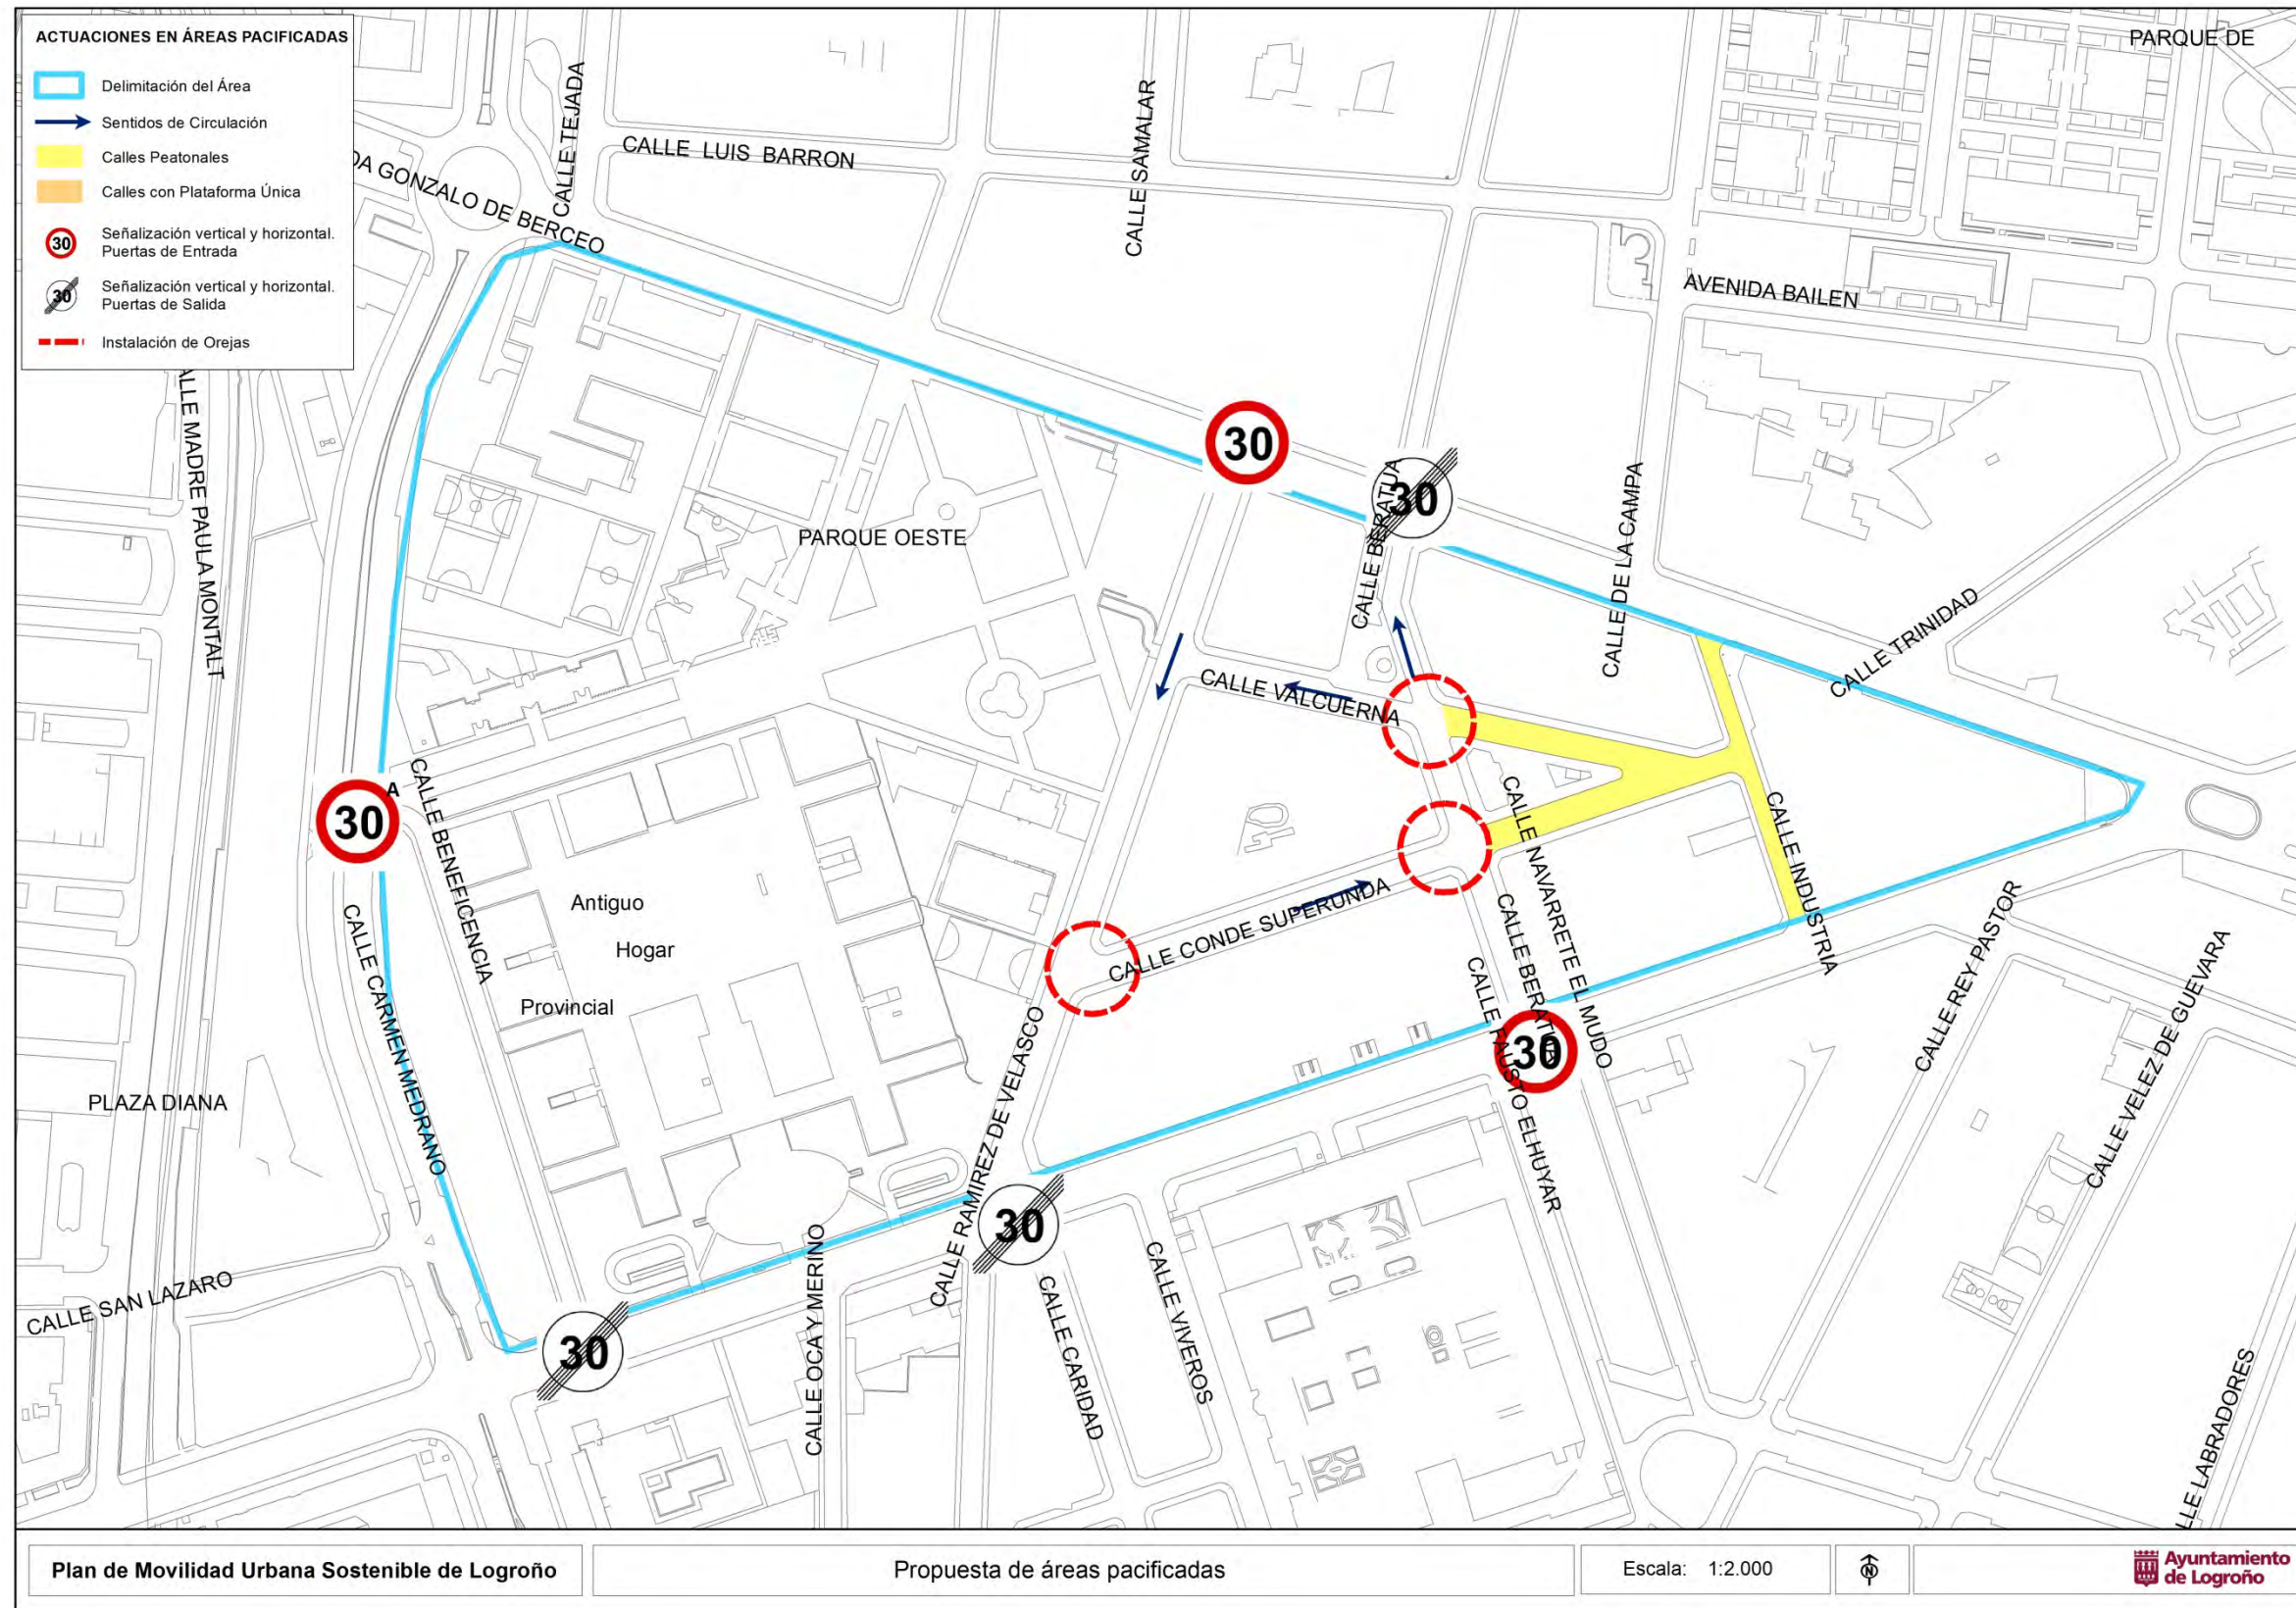 ACTUACIONES EN ÁREAS PACIFICADAS
Delimitación del Área
Sentidos de Circulación
Calles Peatonales
Calles con Plataforma Única
30
Señalización vertical y horizontal.
Puertas de Entrada
30
Señalización vertical y horizontal.
Puertas de Salida
Instalación de Orejas
PARQUE DE
CALLE TEJADA
CALLE LUIS BARRON
CALLE SAMALAR
DA GONZALO DE BERCEO
AVENIDA BAILEN
ALLE MADRE PAULA MONTALT
30
30
CALLE BERATUA
CALLE DE LA CAMPA
PARQUE OESTE
CALLE TRINIDAD
CALLE VALCUERNA
30
A
CALLE BENEFICENCIA
CALLE NAVARRETE EL MUDO
CALLE INDUSTRIA
Antiguo
Hogar
Provincial
CALLE CARMEN MEDRANO
CALLE CONDE SUPERUNDA
CALLE BERATUA
CALLE FAUSTO ELHUYAR
30
CALLE REY PASTOR
CALLE VELEZ DE GUEVARA
PLAZA DIANA
CALLE RAMIREZ DE VELASCO
30
CALLE SAN LAZARO
30
CALLE OCA Y MERINO
CALLE CARIDAD
CALLE VIVEROS
LLE LABRADORES
Plan de Movilidad Urbana Sostenible de Logroño
Propuesta de áreas pacificadas
Escala: 1:2.000
N
Ayuntamiento
de Logroño